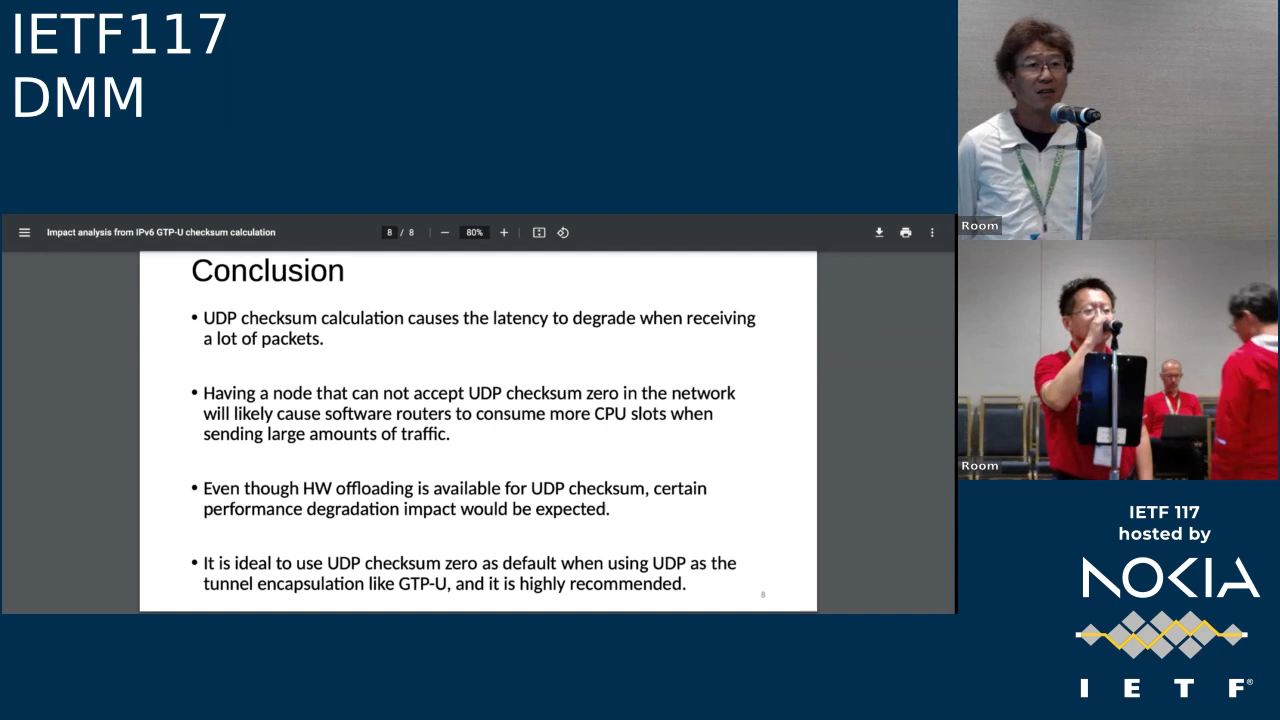 IETF117
DMM
Impact analysis from IPv6 GTP-U checksum calculation
8 / 8
80%
Conclusion
• UDP checksum calculation causes the latency to degrade when receiving
a lot of packets.
• Having a node that can not accept UDP checksum zero in the network
will likely cause software routers to consume more CPU slots when
sending large amounts of traffic.
• Even though HW offloading is available for UDP checksum, certain
performance degradation impact would be expected.
• It is ideal to use UDP checksum zero as default when using UDP as the
tunnel encapsulation like GTP-U, and it is highly recommended.
8
Room
Room
IETF 117
hosted by
NOKIA
IETF®